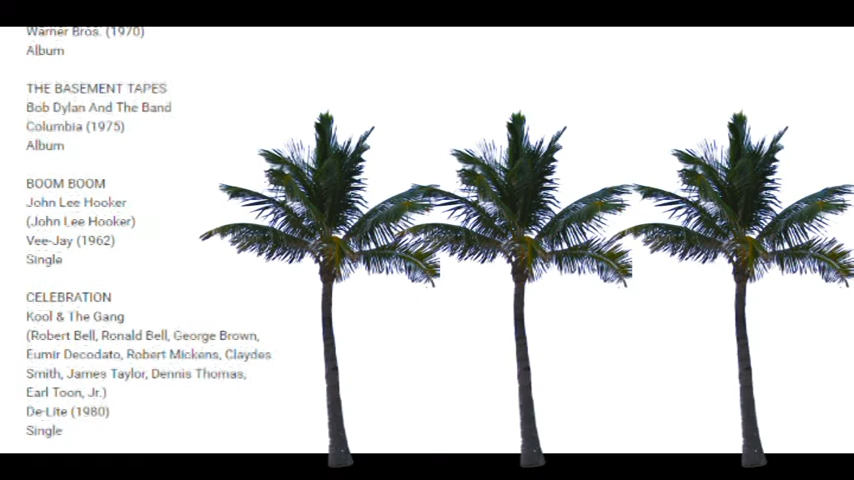 Warner Bros. (1970)
Album
THE BASEMENT TAPES
Bob Dylan And The Band
Columbia (1975)
Album
BOOM BOOM
John Lee Hooker
(John Lee Hooker)
Vee-Jay (1962)
Single
CELEBRATION
Kool & The Gang
(Robert Bell, Ronald Bell, George Brown,
Eumir Decodato, Robert Mickens, Claydes
Smith, James Taylor, Dennis Thomas,
Earl Toon, Jr.)
De-Lite (1980)
Single